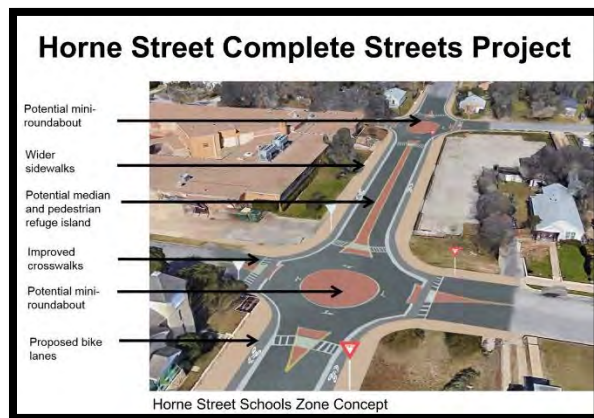 Horne Street Complete Streets Project
Potential mini-
roundabout
Wider
sidewalks
Potential median
and pedestrian
refuge island
Improved
crosswalks
Potential mini-
roundabout
Proposed bike
lanes
Horne Street Schools Zone Concept